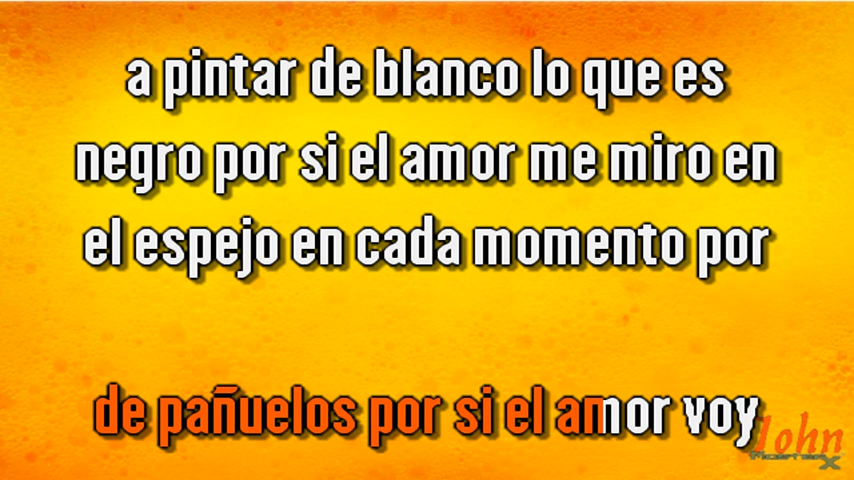 a pintar de blanco lo que es
negro por si el amor me miro en
el espejo en cada momento por
de pañuelos por si el amor voy
John